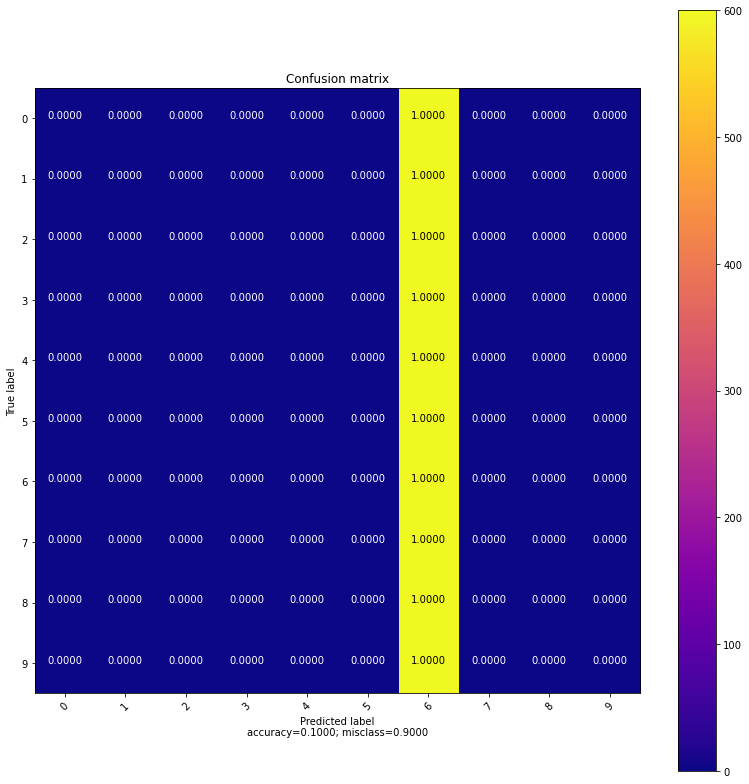 Confusion matrix
600
500
400
300
200
100
0
True label
0 0.0000 0.0000 0.0000 0.0000 0.0000 0.0000 1.0000 0.0000 0.0000 0.0000
1 0.0000 0.0000 0.0000 0.0000 0.0000 0.0000 1.0000 0.0000 0.0000 0.0000
2 0.0000 0.0000 0.0000 0.0000 0.0000 0.0000 1.0000 0.0000 0.0000 0.0000
3 0.0000 0.0000 0.0000 0.0000 0.0000 0.0000 1.0000 0.0000 0.0000 0.0000
4 0.0000 0.0000 0.0000 0.0000 0.0000 0.0000 1.0000 0.0000 0.0000 0.0000
5 0.0000 0.0000 0.0000 0.0000 0.0000 0.0000 1.0000 0.0000 0.0000 0.0000
6 0.0000 0.0000 0.0000 0.0000 0.0000 0.0000 1.0000 0.0000 0.0000 0.0000
7 0.0000 0.0000 0.0000 0.0000 0.0000 0.0000 1.0000 0.0000 0.0000 0.0000
8 0.0000 0.0000 0.0000 0.0000 0.0000 0.0000 1.0000 0.0000 0.0000 0.0000
9 0.0000 0.0000 0.0000 0.0000 0.0000 0.0000 1.0000 0.0000 0.0000 0.0000
0 1 2 3 4 5 6 7 8 9
Predicted label
accuracy=0.1000; misclass=0.9000